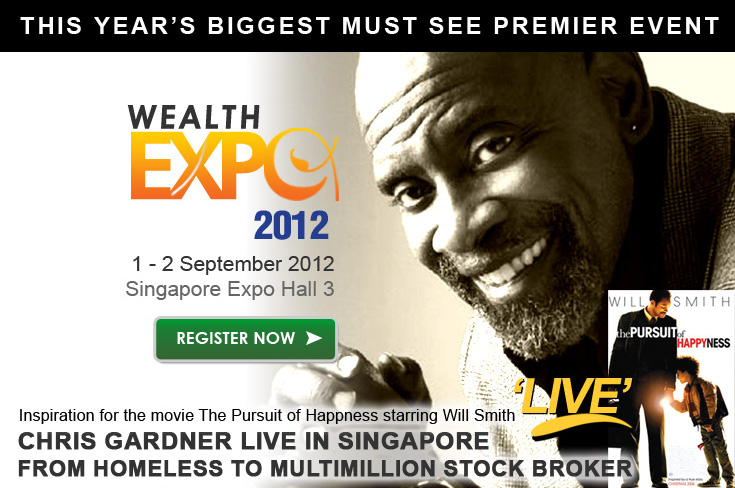 THIS YEAR'S BIGGEST MUST SEE PREMIER EVENT
WEALTH
EXPO
2012
1 - 2 September 2012
Singapore Expo Hall 3
REGISTER NOW
WILL SMITH
the PURSUIT of
HAPPYNESS
'LIVE'
Inspiration for the movie The Pursuit of Happness starring Will Smith
CHRIS GARDNER LIVE IN SINGAPORE
FROM HOMELESS TO MULTIMILLION STOCK BROKER